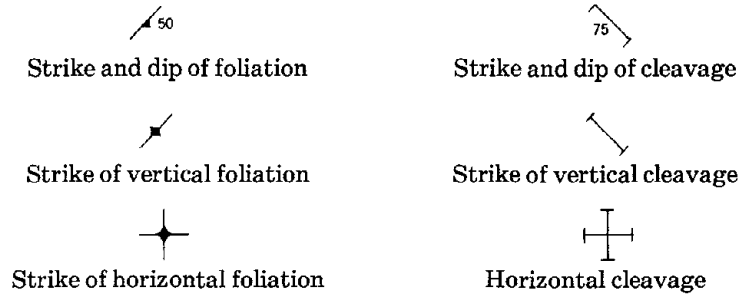 50
Strike and dip of foliation
75
Strike and dip of cleavage
Strike of vertical foliation
Strike of vertical cleavage
Strike of horizontal foliation
Horizontal cleavage